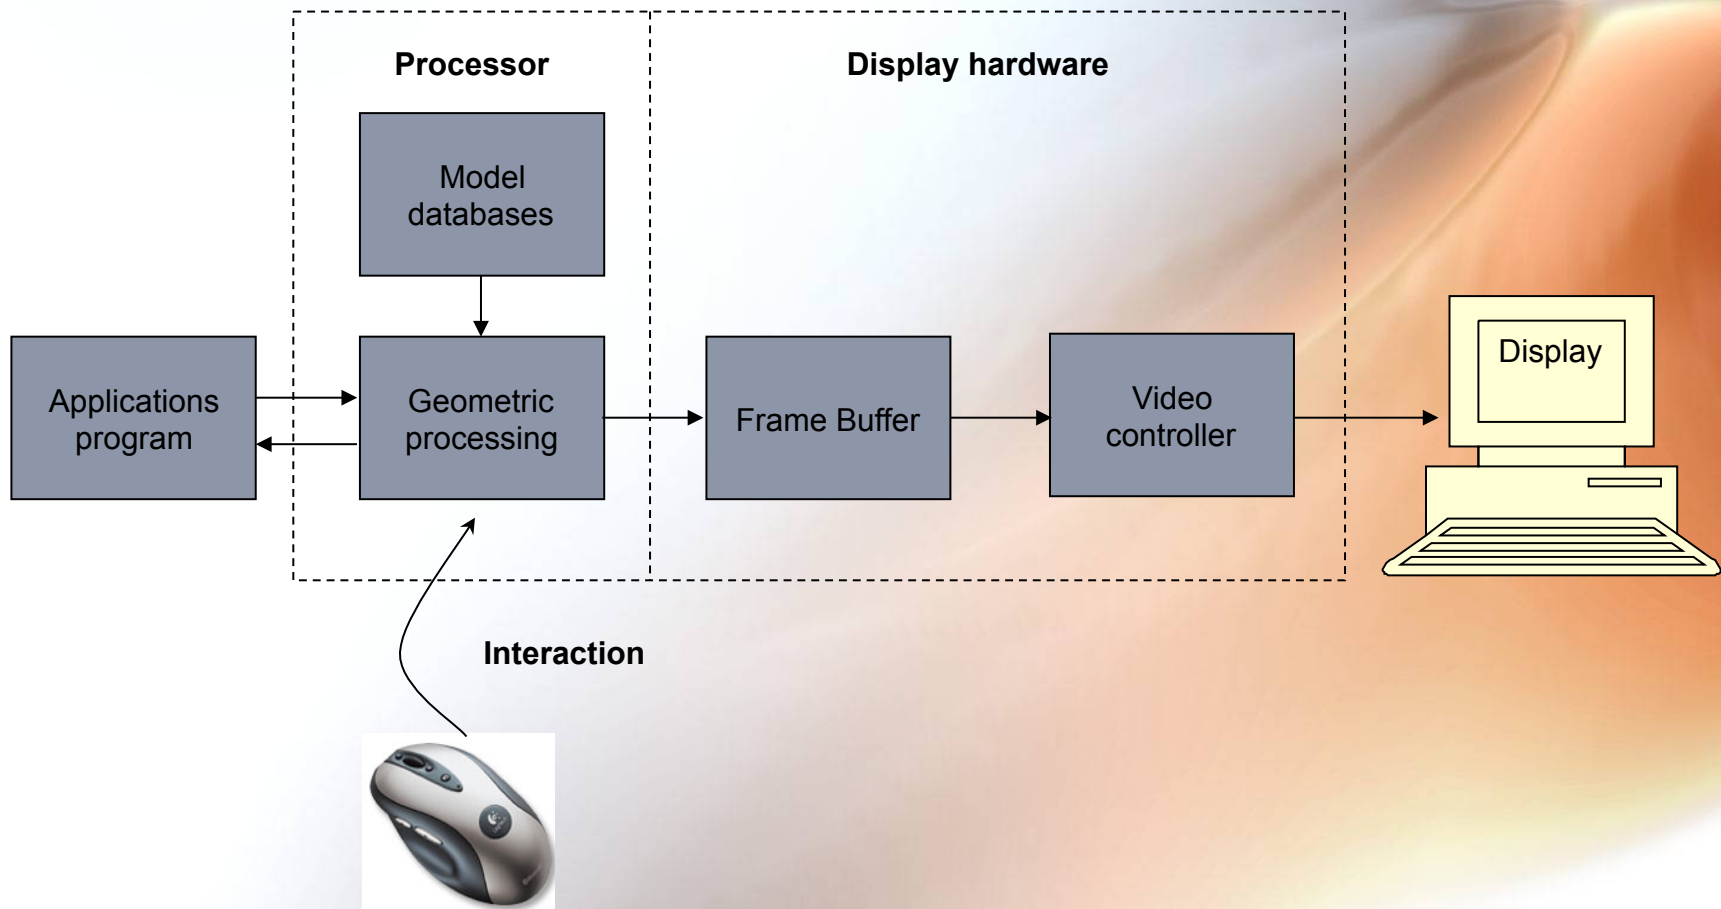 Processor
Display hardware
Model
databases
Applications
program
Geometric
processing
Frame Buffer
Video
controller
Display
Interaction